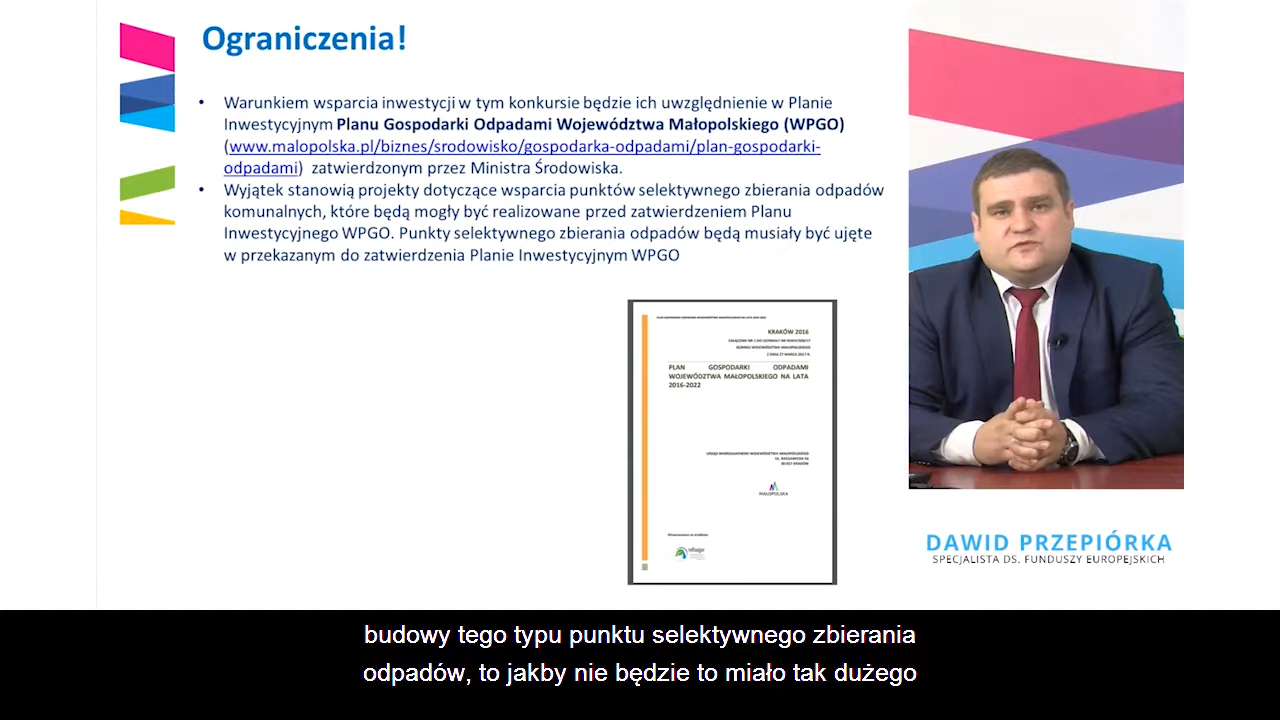 Ograniczenia!
• Warunkiem wsparcia inwestycji w tym konkursie będzie ich uwzględnienie w Planie
Inwestycyjnym Planu Gospodarki Odpadami Województwa Małopolskiego (WPGO)
(www.malopolska.pl/biznes/srodowisko/gospodarka-odpadami/plan-gospodarki-
odpadami) zatwierdzonym przez Ministra Środowiska.
• Wyjątek stanowią projekty dotyczące wsparcia punktów selektywnego zbierania odpadów
komunalnych, które będą mogły być realizowane przed zatwierdzeniem Planu
Inwestycyjnego WPGO. Punkty selektywnego zbierania odpadów będą musiały być ujęte
w przekazanym do zatwierdzenia Planie Inwestycyjnym WPGO
KRAKÓW 2016
PLAN GOSPODARKI ODPADAMI
WOJEWÓDZTWA MAŁOPOLSKIEGO NA LATA
2016-2022
URZĄD MARSZAŁKOWSKI WOJEWÓDZTWA MAŁOPOLSKIEGO
MAŁOPOLSKA
DAWID PRZEPIÓRKA
SPECJALISTA DS. FUNDUSZY EUROPEJSKICH
budowy tego typu punktu selektywnego zbierania
odpadów, to jakby nie będzie to miało tak dużego